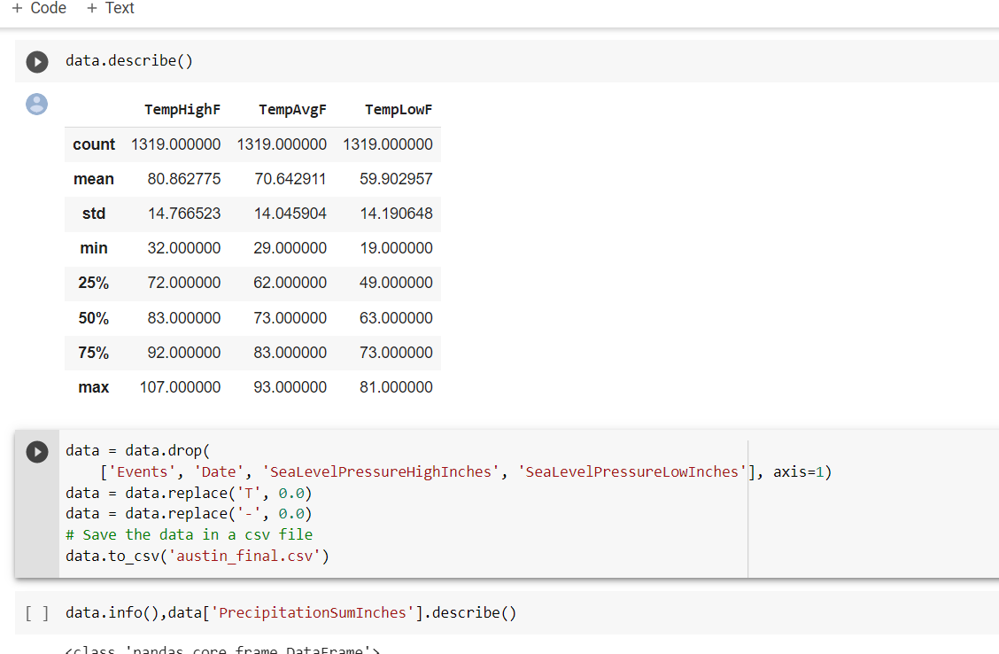 + Code + Text
data.describe()
TempHighF TempAvgF TempLowF
count 1319.000000 1319.000000 1319.000000
mean 80.862775 70.642911 59.902957
std 14.766523 14.045904 14.190648
min 32.000000 29.000000 19.000000
25% 72.000000 62.000000 49.000000
50% 83.000000 73.000000 63.000000
75% 92.000000 83.000000 73.000000
max 107.000000 93.000000 81.000000
data = data.drop(
    ['Events', 'Date', 'SeaLevelPressureHighInches', 'SeaLevelPressureLowInches'], axis=1)
data = data.replace('T', 0.0)
data = data.replace('-', 0.0)
# Save the data in a csv file
data.to_csv('austin_final.csv')
[ ] data.info(),data['PrecipitationSumInches'].describe()
<class 'pandas.core.frame.DataFrame'>